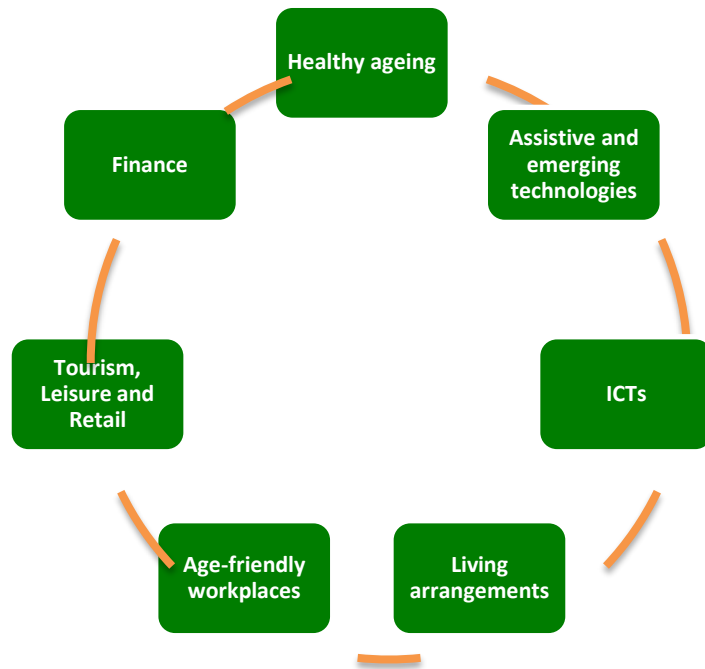 Healthy ageing
Assistive and
emerging
technologies
ICTs
Living
arrangements
Age-friendly
workplaces
Tourism,
Leisure and
Retail
Finance